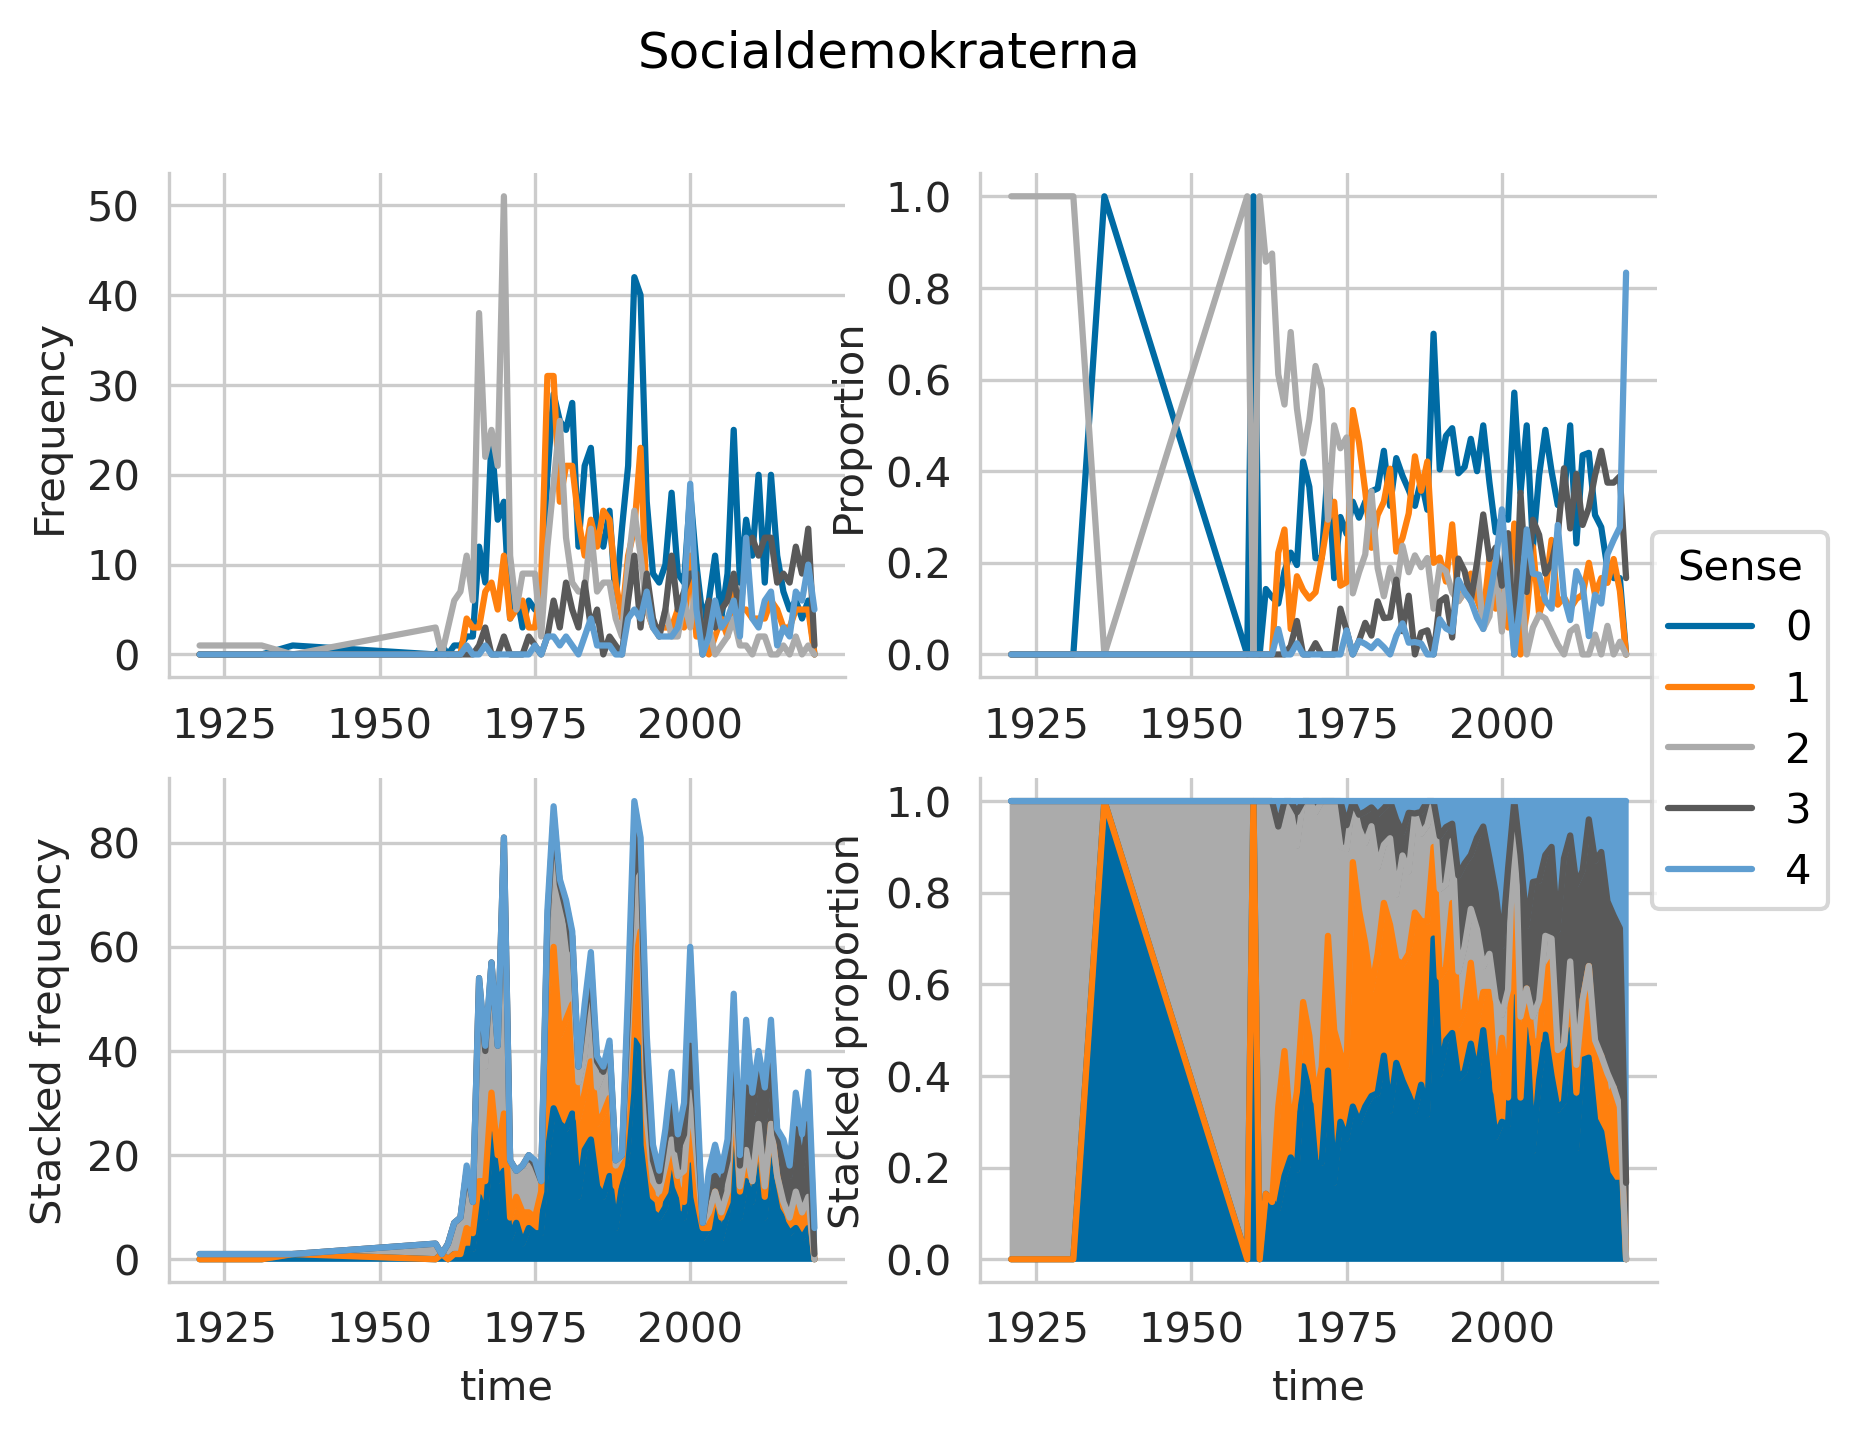 Socialdemokraterna
Frequency
50
40
30
20
10
0
1925 1950 1975 2000
Proportion
1.0
0.8
0.6
0.4
0.2
0.0
1925 1950 1975 2000
Sense
0
1
2
3
4
Stacked frequency
80
60
40
20
0
1925 1950 1975 2000
time
Stacked proportion
1.0
0.8
0.6
0.4
0.2
0.0
1925 1950 1975 2000
time